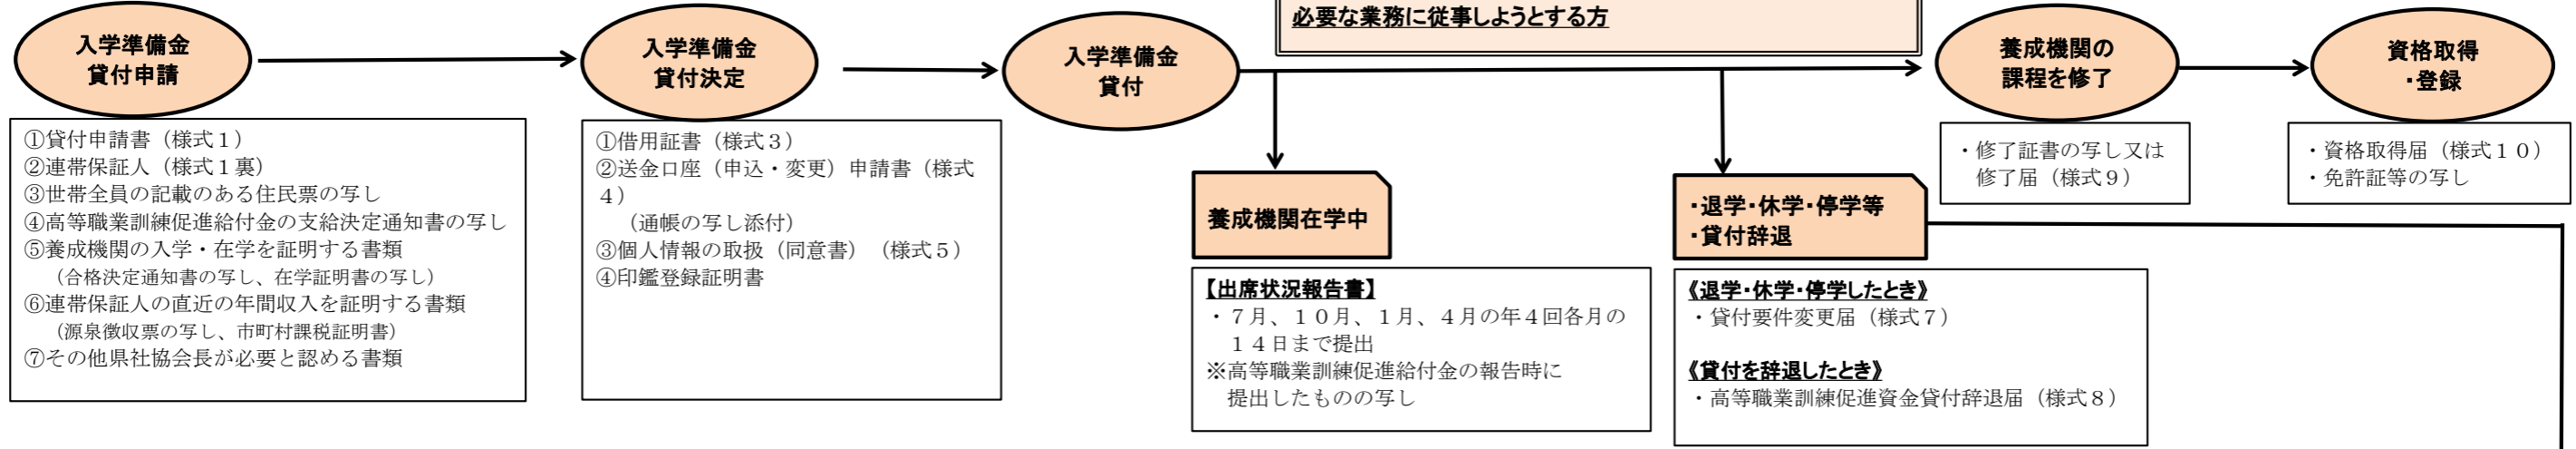 必要な業務に従事しようとする方
入学準備金
貸付申請
①貸付申請書（様式１）
②連帯保証人（様式１裏）
③世帯全員の記載のある住民票の写し
④高等職業訓練促進給付金の支給決定通知書の写し
⑤養成機関の入学・在学を証明する書類
（合格決定通知書の写し、在学証明書の写し）
⑥連帯保証人の直近の年間収入を証明する書類
（源泉徴収票の写し、市町村課税証明書）
⑦その他県社協会長が必要と認める書類
入学準備金
貸付決定
①借用証書（様式３）
②送金口座（申込・変更）申請書（様式
４）
（通帳の写し添付）
③個人情報の取扱（同意書）（様式５）
④印鑑登録証明書
入学準備金
貸付
養成機関在学中
【出席状況報告書】
・７月、１０月、１月、４月の年４回各月の
１４日まで提出
※高等職業訓練促進給付金の報告時に
提出したものの写し
・退学・休学・停学等
・貸付辞退
《退学・休学・停学したとき》
・貸付要件変更届（様式７）
《貸付を辞退したとき》
・高等職業訓練促進資金貸付辞退届（様式８）
養成機関の
課程を修了
・修了証書の写し又は
修了届（様式９）
資格取得
・登録
・資格取得届（様式１０）
・免許証等の写し